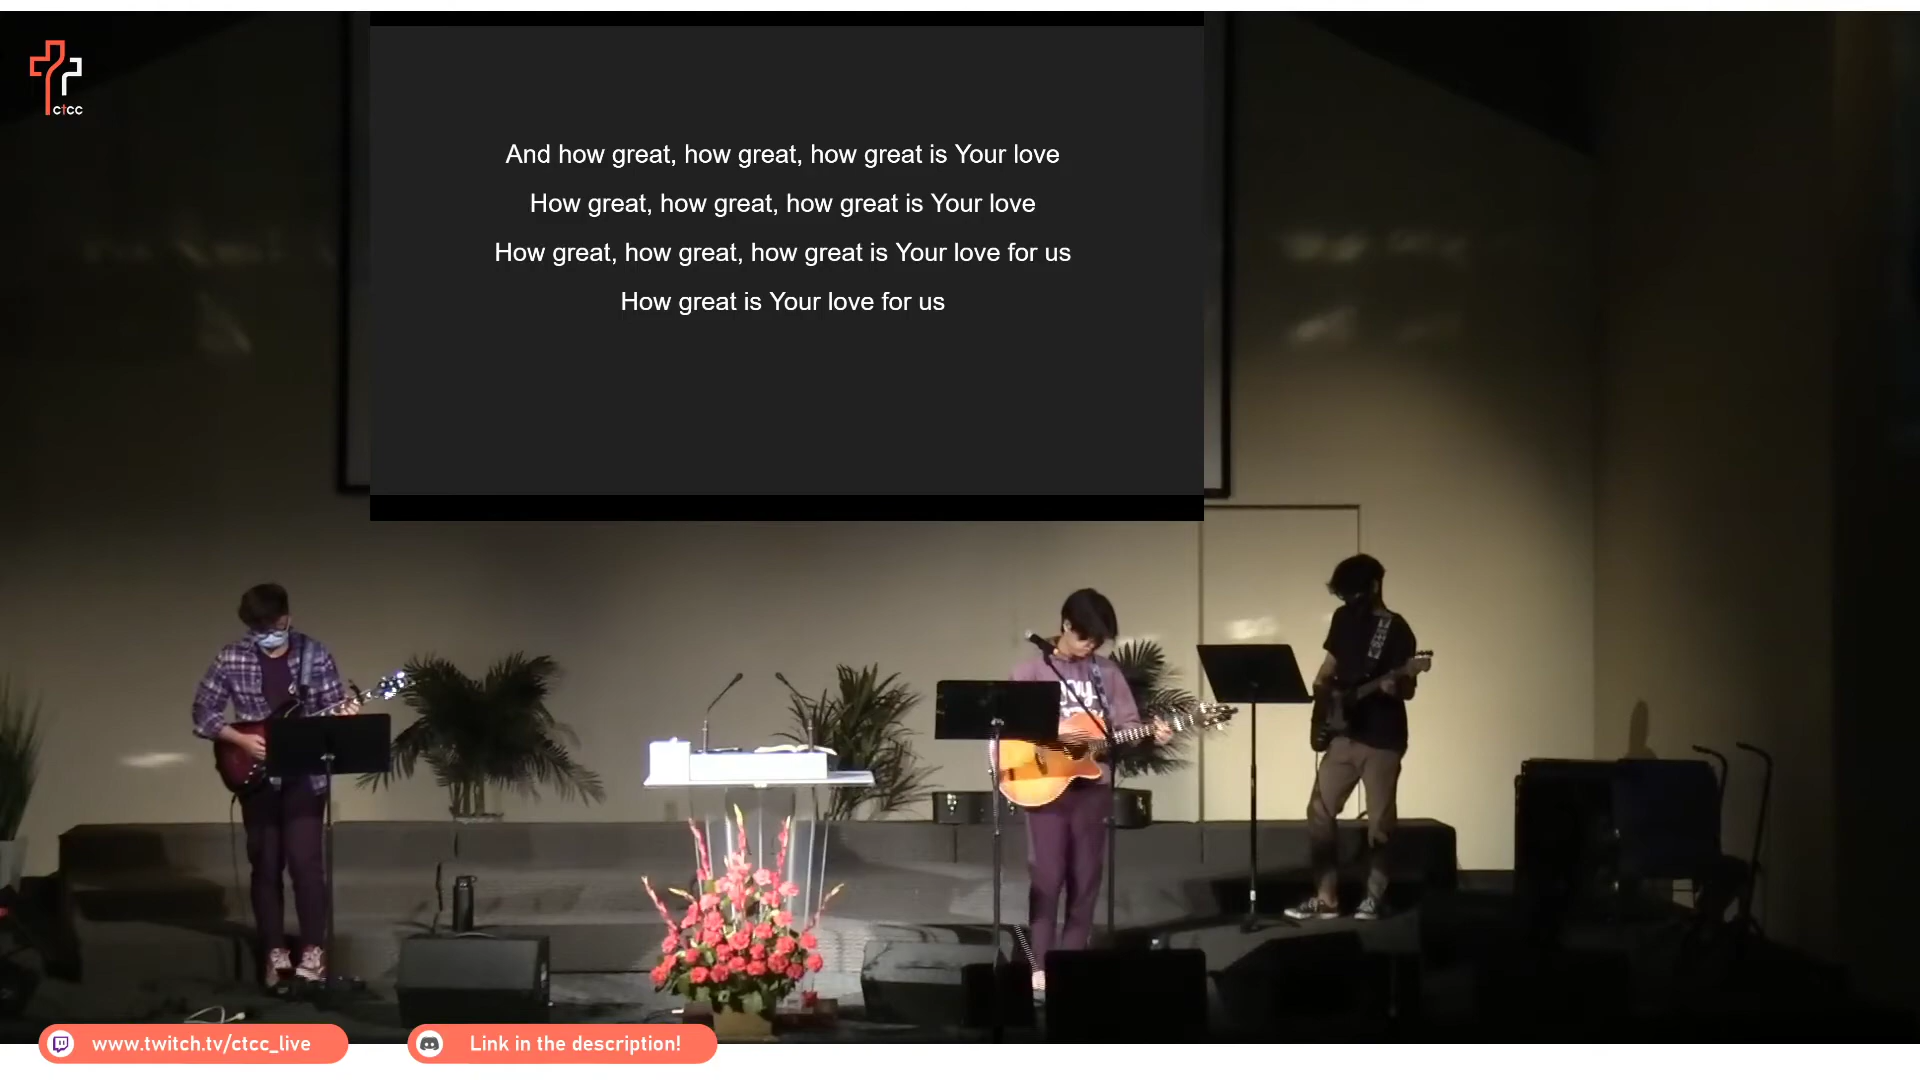 ctcc
And how great, how great, how great is Your love
How great, how great, how great is Your love
How great, how great, how great is Your love for us
How great is Your love for us
www.twitch.tv/ctcc_live
Link in the description!